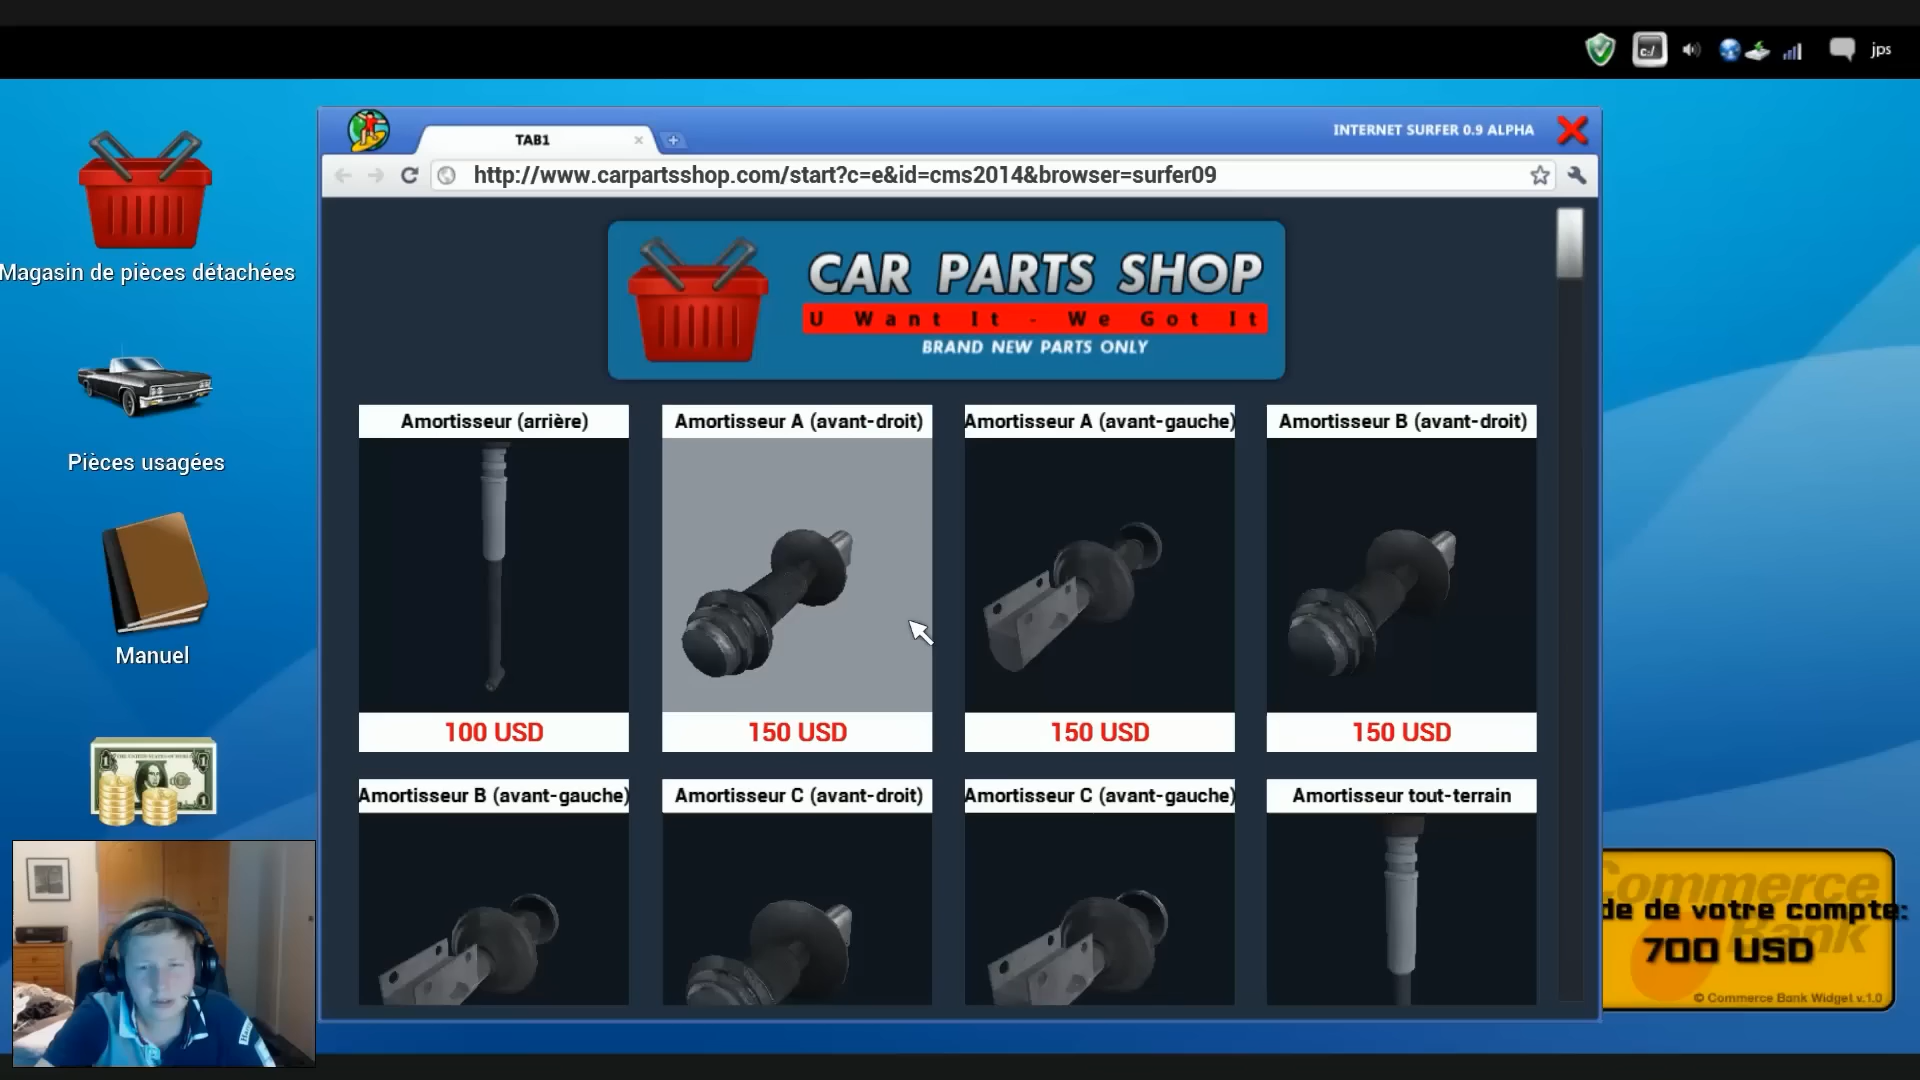 jps
TAB1
INTERNET SURFER 0.9 ALPHA
http://www.carpartsshop.com/start?c=e&id=cms2014&browser=surfer09
CAR PARTS SHOP
U Want It - We Got It
BRAND NEW PARTS ONLY
Magasin de pièces détachées
Pièces usagées
Manuel
Amortisseur (arrière)
Amortisseur A (avant-droit)
Amortisseur A (avant-gauche)
Amortisseur B (avant-droit)
100 USD
150 USD
150 USD
150 USD
Amortisseur B (avant-gauche)
Amortisseur C (avant-droit)
Amortisseur C (avant-gauche)
Amortisseur tout-terrain
Commerce
Bank
de de votre compte:
700 USD
© Commerce Bank Widget v.1.0